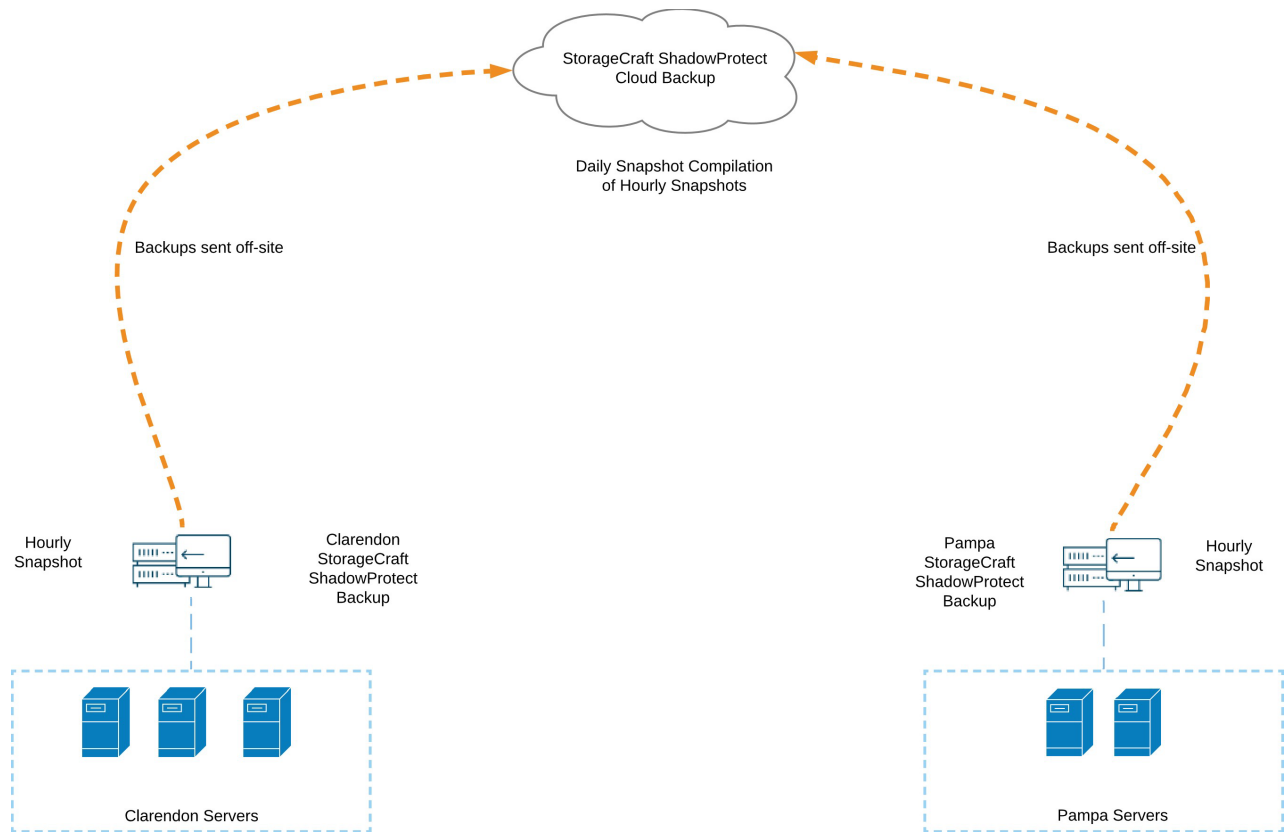 StorageCraft ShadowProtect
Cloud Backup
Daily Snapshot Compilation
of Hourly Snapshots
Backups sent off-site
Backups sent off-site
Hourly
Snapshot
Clarendon
StorageCraft
ShadowProtect
Backup
Pampa
StorageCraft
ShadowProtect
Backup
Hourly
Snapshot
Clarendon Servers
Pampa Servers